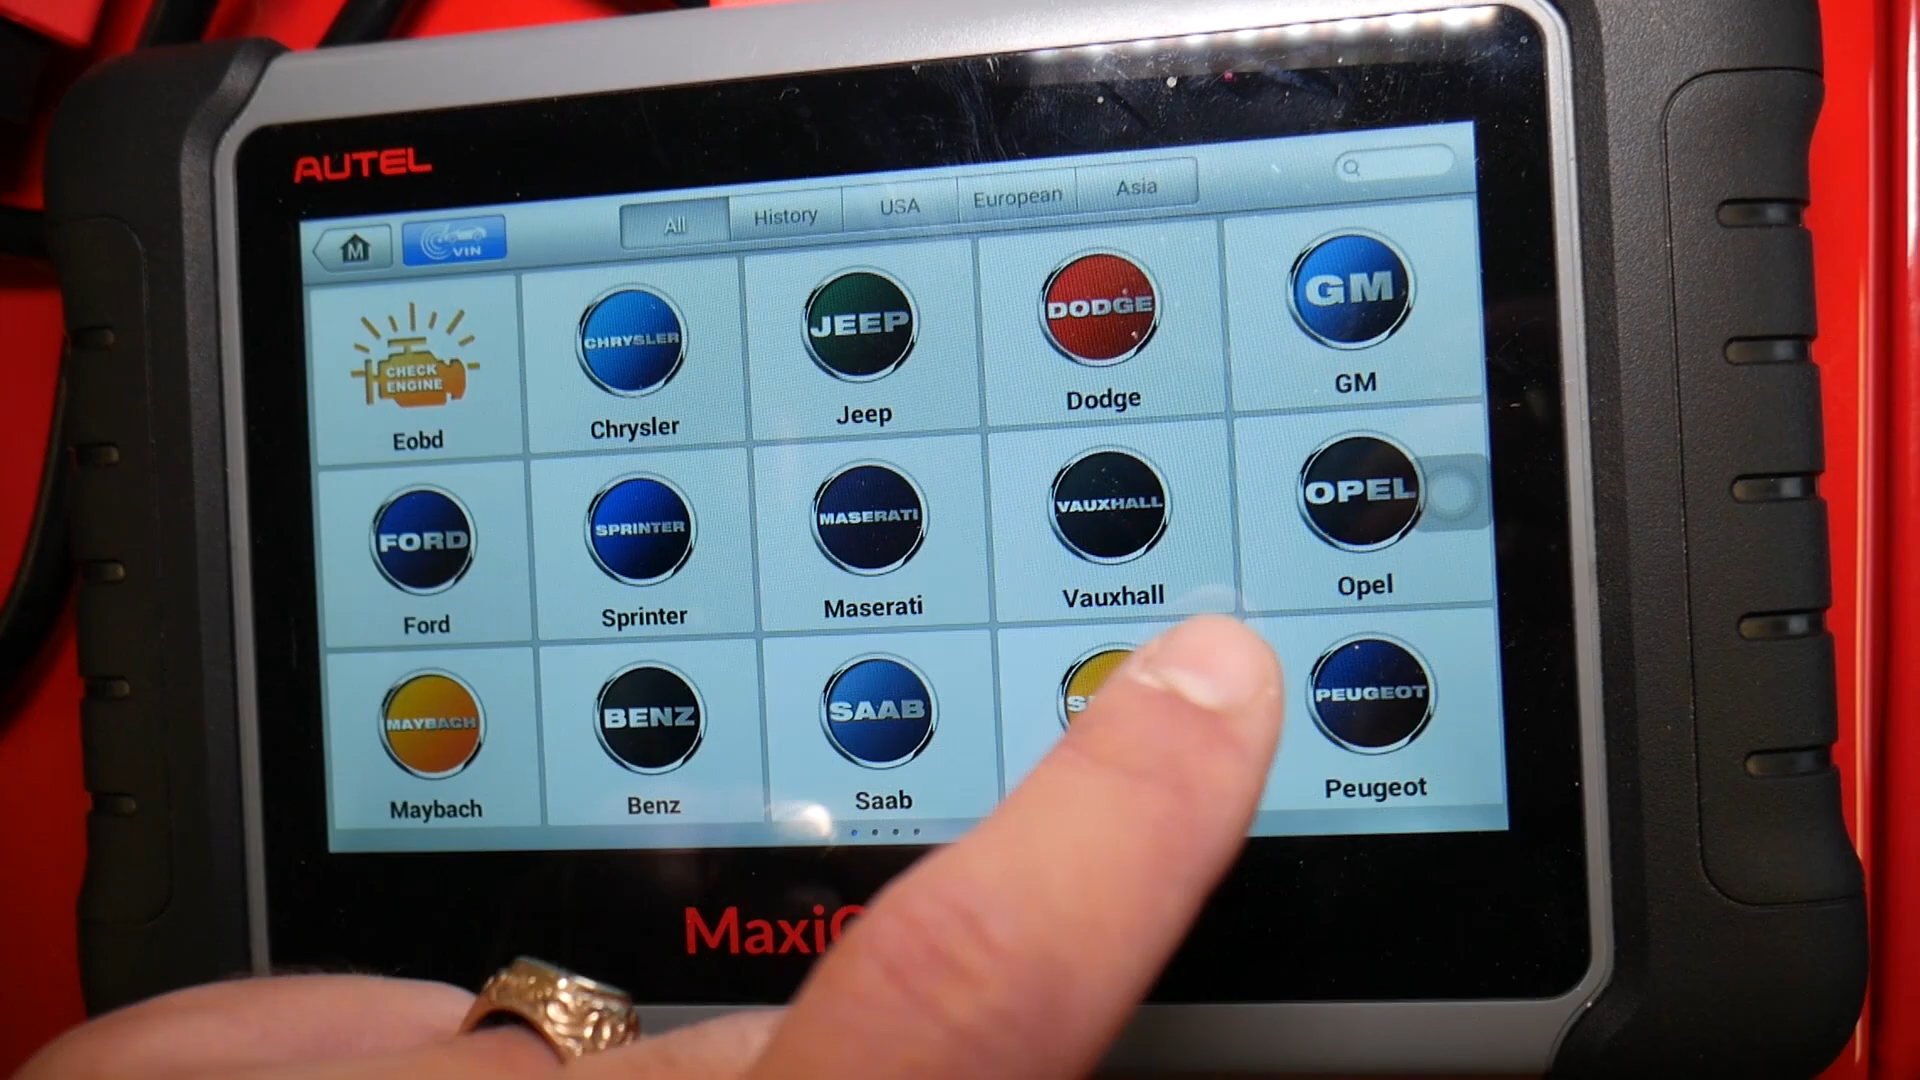 AUTEL
VIN
All
History
USA
European
Asia
CHECK
ENGINE
CHRYSLER
JEEP
DODGE
GM
Eobd
Chrysler
Jeep
Dodge
GM
FORD
SPRINTER
MASERATI
VAUXHALL
OPEL
Ford
Sprinter
Maserati
Vauxhall
Opel
MAYBACH
BENZ
SAAB
PEUGEOT
Maybach
Benz
Saab
Peugeot
Maxi